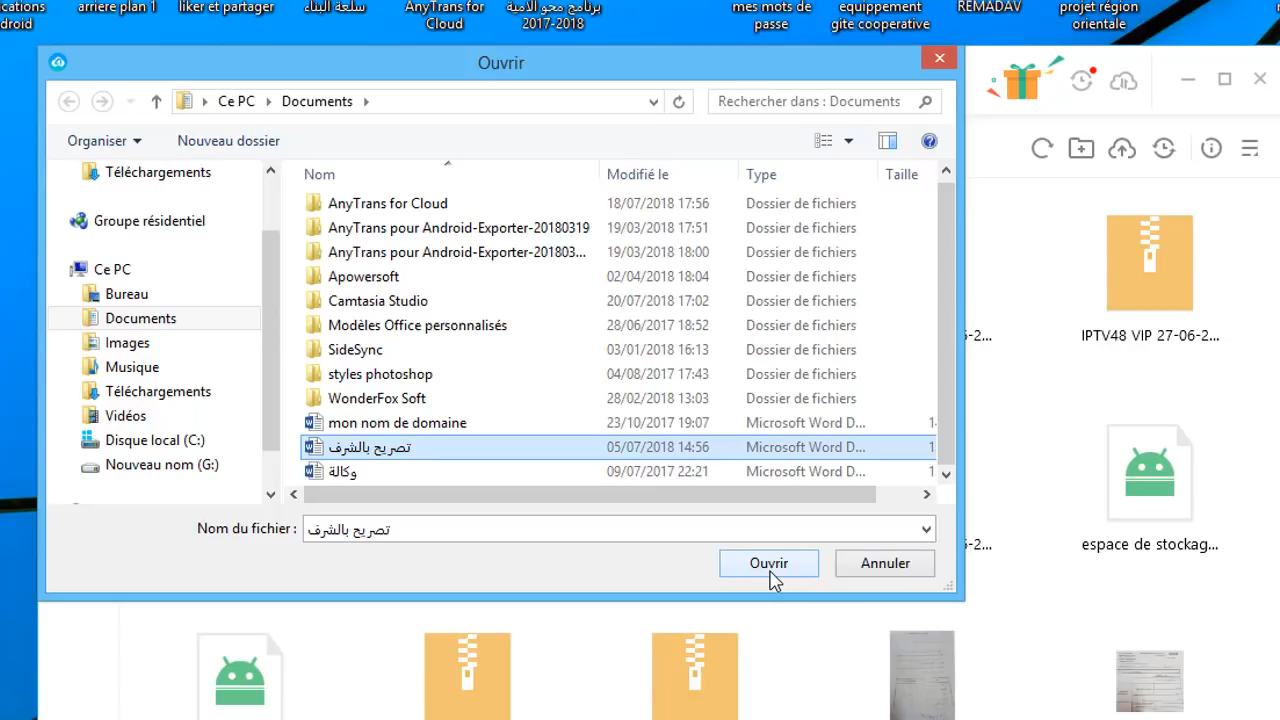 cations
droid
arriere plan 1
liker et partager
سلعة البناء
AnyTrans for
Cloud
برنامج محو الامية
2017-2018
mes mots de
passe
equippement
gite cooperative
REMADAV
projet région
orientale
Ouvrir
Ce PC
Documents
Rechercher dans : Documents
Organiser
Nouveau dossier
Téléchargements
Groupe résidentiel
Ce PC
Bureau
Documents
Images
Musique
Téléchargements
Vidéos
Disque local (C:)
Nouveau nom (G:)
Nom Modifié le Type Taille
AnyTrans for Cloud 18/07/2018 17:56 Dossier de fichiers
AnyTrans pour Android-Exporter-20180319 19/03/2018 17:51 Dossier de fichiers
AnyTrans pour Android-Exporter-201803... 19/03/2018 18:00 Dossier de fichiers
Apowersoft 02/04/2018 18:04 Dossier de fichiers
Camtasia Studio 20/07/2018 17:02 Dossier de fichiers
Modèles Office personnalisés 28/06/2017 18:52 Dossier de fichiers
SideSync 03/01/2018 16:13 Dossier de fichiers
styles photoshop 04/08/2017 17:43 Dossier de fichiers
WonderFox Soft 28/02/2018 13:03 Dossier de fichiers
mon nom de domaine 23/10/2017 19:07 Microsoft Word D... 1
تصريح بالشرف 05/07/2018 14:56 Microsoft Word D... 1
وكالة 09/07/2017 22:21 Microsoft Word D... 1
Nom du fichier : تصريح بالشرف
Ouvrir
Annuler
5-2...
IPTV48 VIP 27-06-2...
6-2...
espace de stockag...